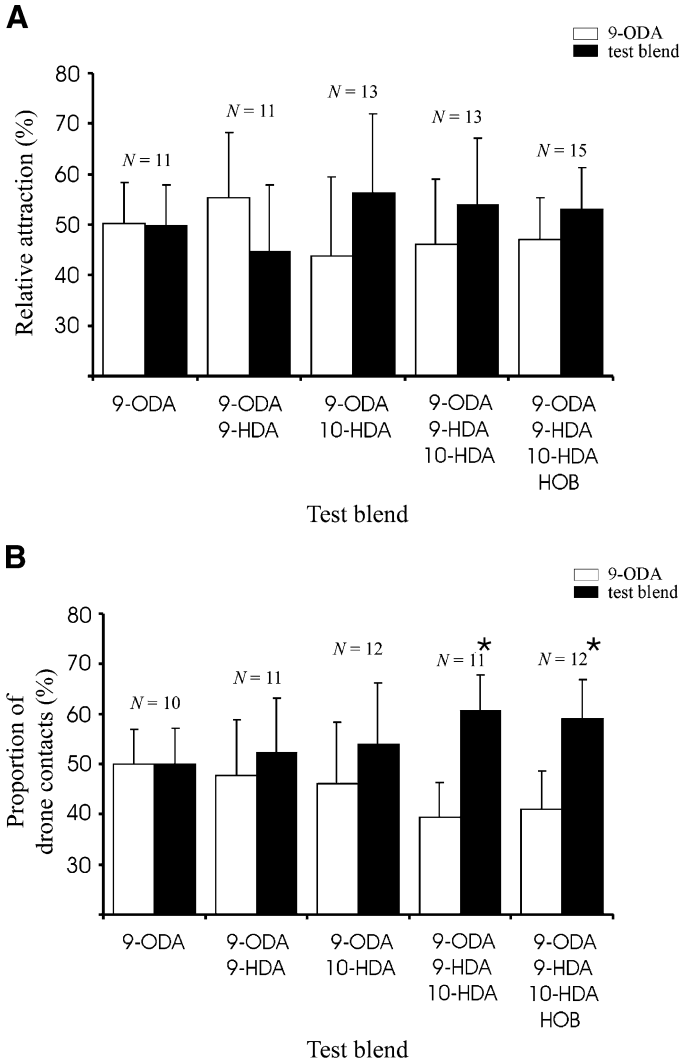 A
9-ODA
test blend
Relative attraction (%)
80
70
60
50
40
30
N = 11
N = 11
N = 13
N = 13
N = 15
9-ODA
9-ODA
9-HDA
9-ODA
10-HDA
9-ODA
9-HDA
10-HDA
9-ODA
9-HDA
10-HDA
HOB
Test blend
B
9-ODA
test blend
Proportion of
drone contacts (%)
80
70
60
50
40
30
N = 10
N = 11
N = 12
N = 11
*
N = 12
*
9-ODA
9-ODA
9-HDA
9-ODA
10-HDA
9-ODA
9-HDA
10-HDA
9-ODA
9-HDA
10-HDA
HOB
Test blend